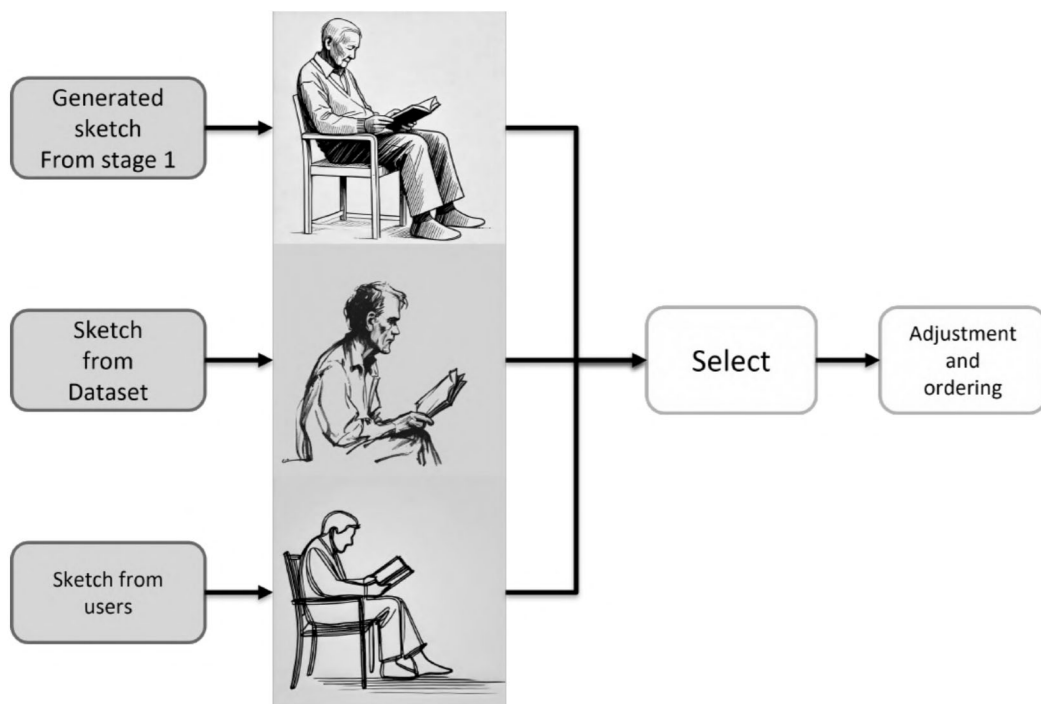 Generated
sketch
From stage 1
Sketch
from
Dataset
Sketch from
users
Select
Adjustment
and
ordering